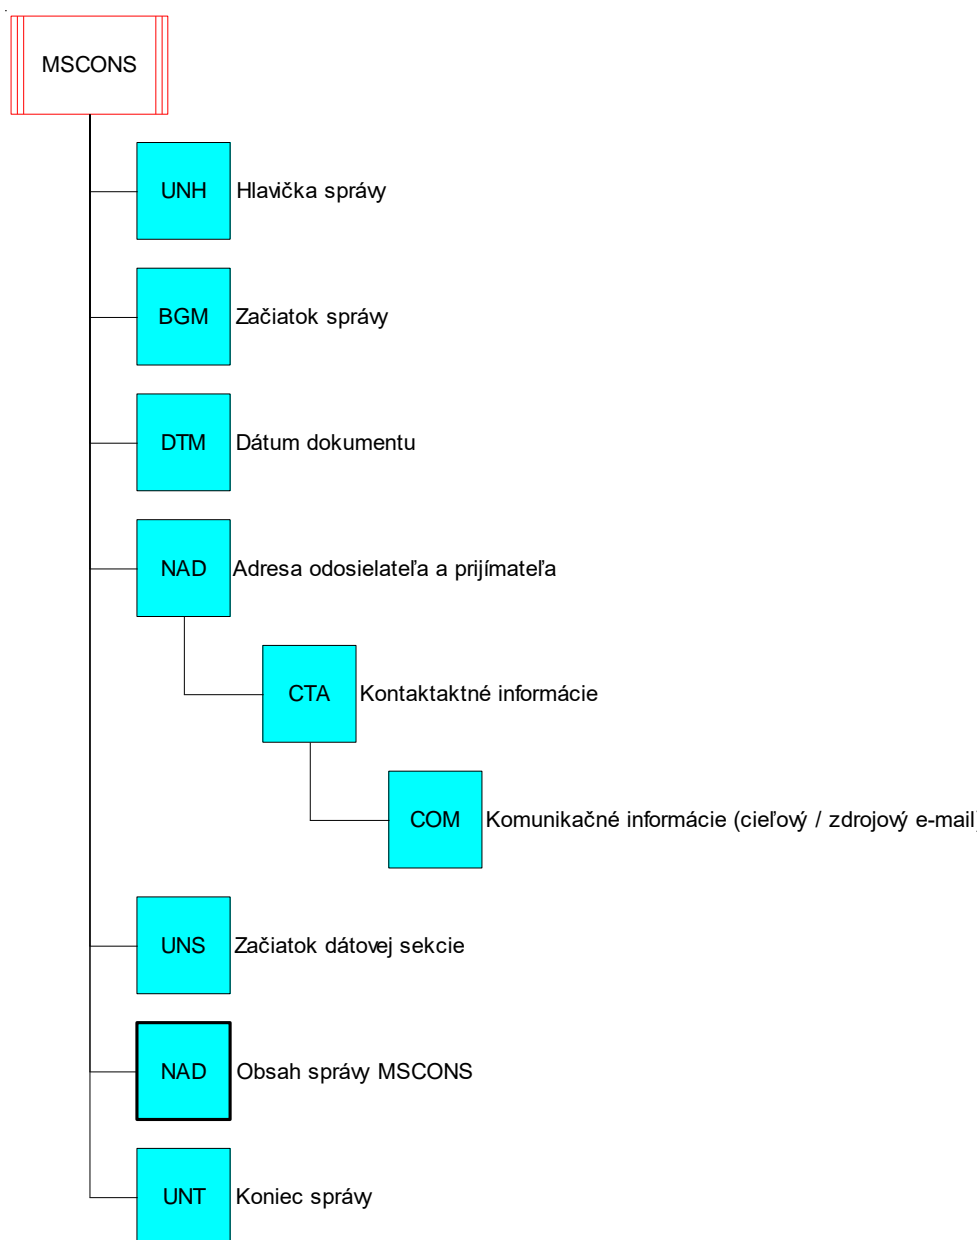 MSCONS
UNH Hlavička správy
BGM Začiatok správy
DTM Dátum dokumentu
NAD Adresa odosielateľa a prijímateľa
CTA Kontaktaktné informácie
COM Komunikačné informácie (cieľový / zdrojový e-mail)
UNS Začiatok dátovej sekcie
NAD Obsah správy MSCONS
UNT Koniec správy